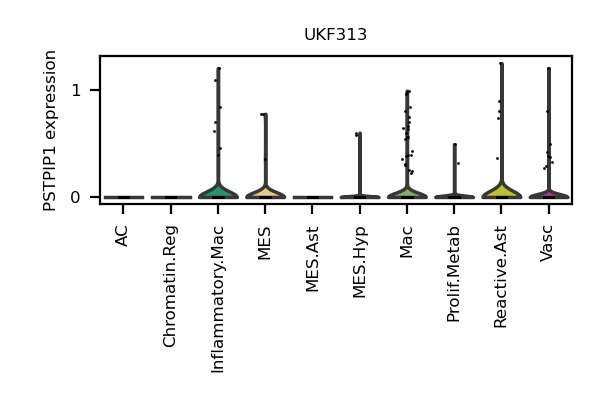 UKF313
PSTPIP1 expression
1
0
AC
Chromatin.Reg
Inflammatory.Mac
MES
MES.Ast
MES.Hyp
Mac
Prolif.Metab
Reactive.Ast
Vasc